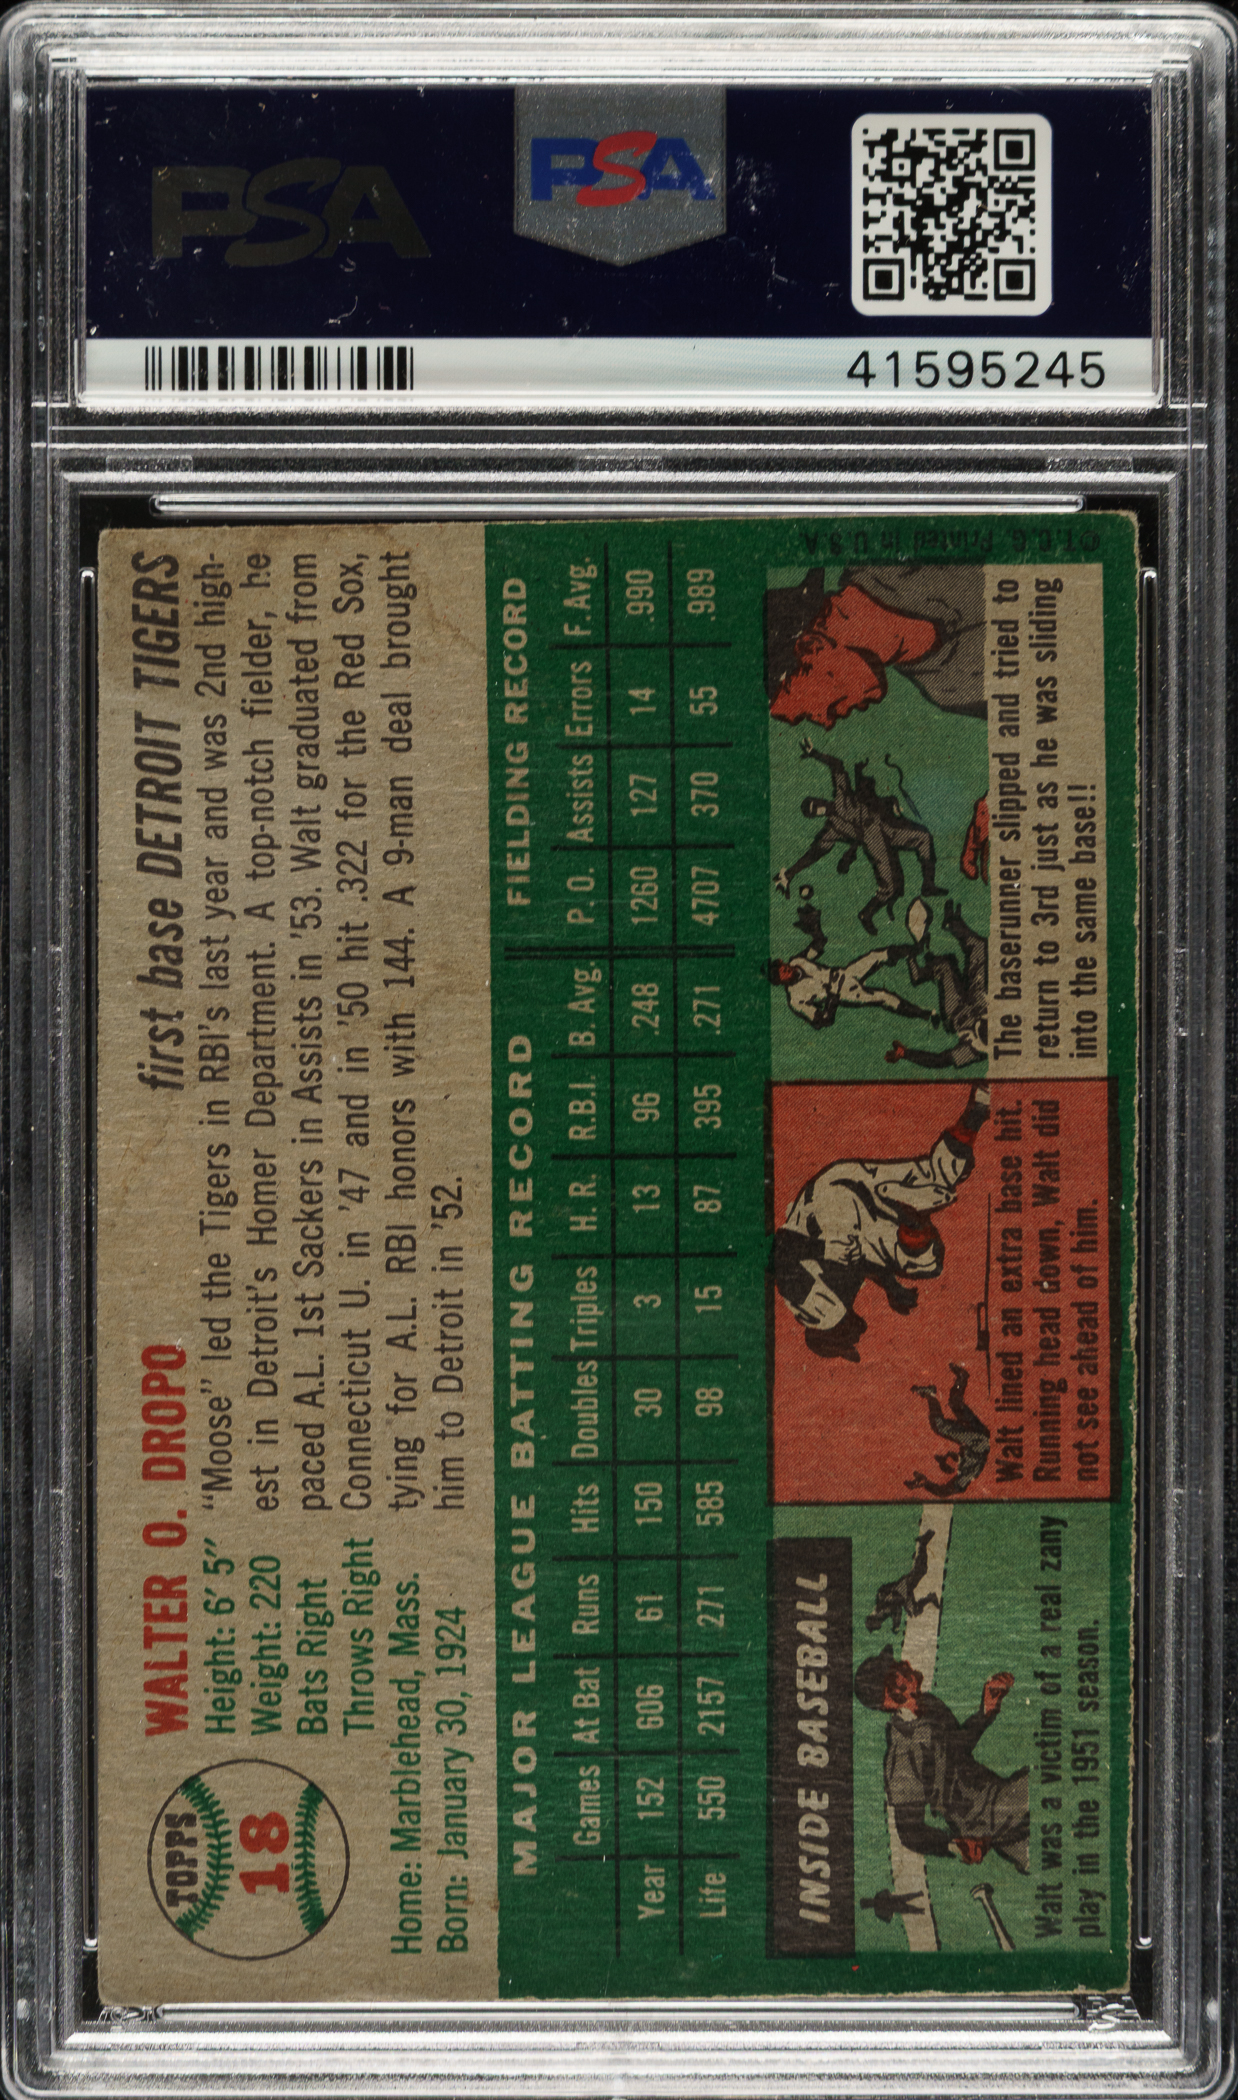 PSA
PSA
41595245
TOPPS
18
WALTER O. DROPO
first base DETROIT TIGERS
Height: 6' 5"
Weight: 220
Bats Right
Throws Right
Home: Marblehead, Mass.
Born: January 30, 1924
"Moose" led the Tigers in RBI's last year and was 2nd high-
est in Detroit's Homer Department. A top-notch fielder, he
paced A.L. 1st Sackers in Assists in '53. Walt graduated from
Connecticut U. in '47 and in '50 hit .322 for the Red Sox,
tying for A.L. RBI honors with 144. A 9-man deal brought
him to Detroit in '52.
MAJOR LEAGUE BATTING RECORD FIELDING RECORD
Games At Bat Runs Hits Doubles Triples H. R. R.B.I. B. Avg. P. O. Assists Errors F. Avg.
Year 152 606 61 150 30 3 13 96 .248 1260 127 14 .990
Life 550 2157 271 585 98 15 87 395 .271 4707 370 55 .989
INSIDE BASEBALL
Walt was a victim of a real zany
play in the 1951 season.
Walt lined an extra base hit.
Running head down, Walt did
not see ahead of him.
The baserunner slipped and tried to
return to 3rd just as he was sliding
into the same base!!
©T.C.G. Printed in U.S.A.